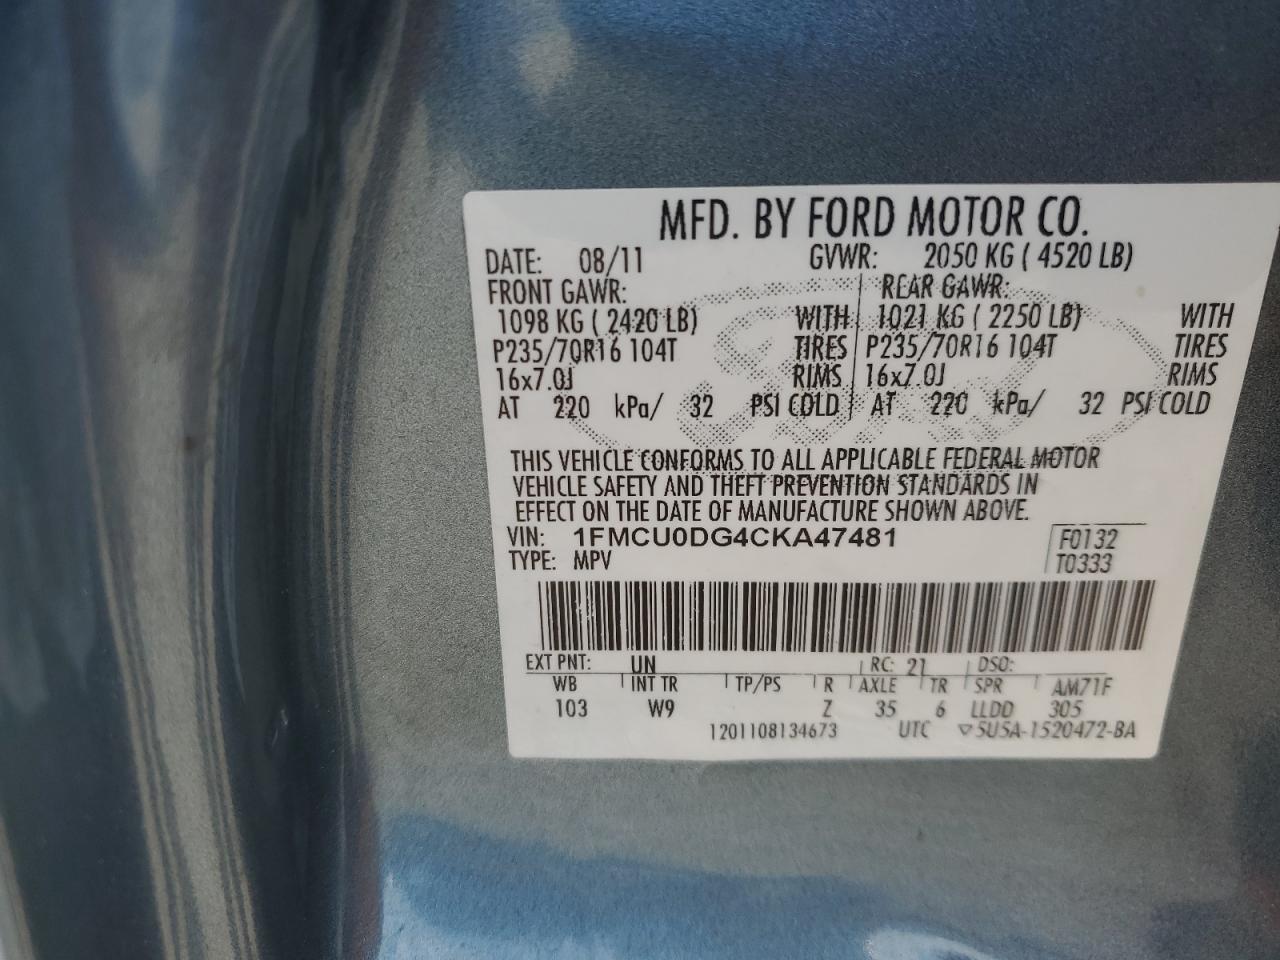 MFD. BY FORD MOTOR CO.
DATE: 08/11 GVWR: 2050 KG ( 4520 LB)
FRONT GAWR: REAR GAWR:
1098 KG ( 2420 LB) WITH 1021 KG ( 2250 LB) WITH
P235/70R16 104T TIRES P235/70R16 104T TIRES
16x7.0J RIMS 16x7.0J RIMS
AT 220 kPa/ 32 PSI COLD AT 220 kPa/ 32 PSI COLD
THIS VEHICLE CONFORMS TO ALL APPLICABLE FEDERAL MOTOR
VEHICLE SAFETY AND THEFT PREVENTION STANDARDS IN
EFFECT ON THE DATE OF MANUFACTURE SHOWN ABOVE.
VIN: 1FMCU0DG4CKA47481 F0132
TYPE: MPV T0333
EXT PNT: UN RC: 21 DSO:
WB INT TR TP/PS R AXLE TR SPR AM71F
103 W9 Z 35 6 LLDD 305
1201108134673 UTC ▽5U5A-1520472-BA